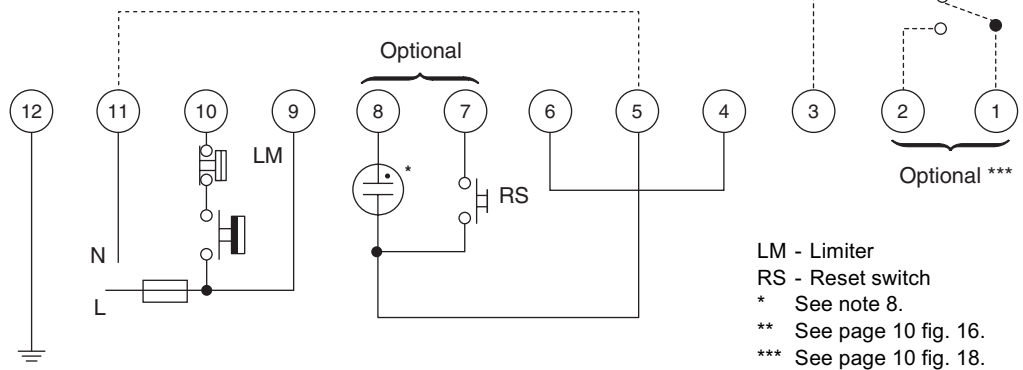 Optional
12 11 10 9 8 7 6 5 4 3 2 1
LM
*
RS
Optional ***
N
L
LM - Limiter
RS - Reset switch
* See note 8.
** See page 10 fig. 16.
*** See page 10 fig. 18.